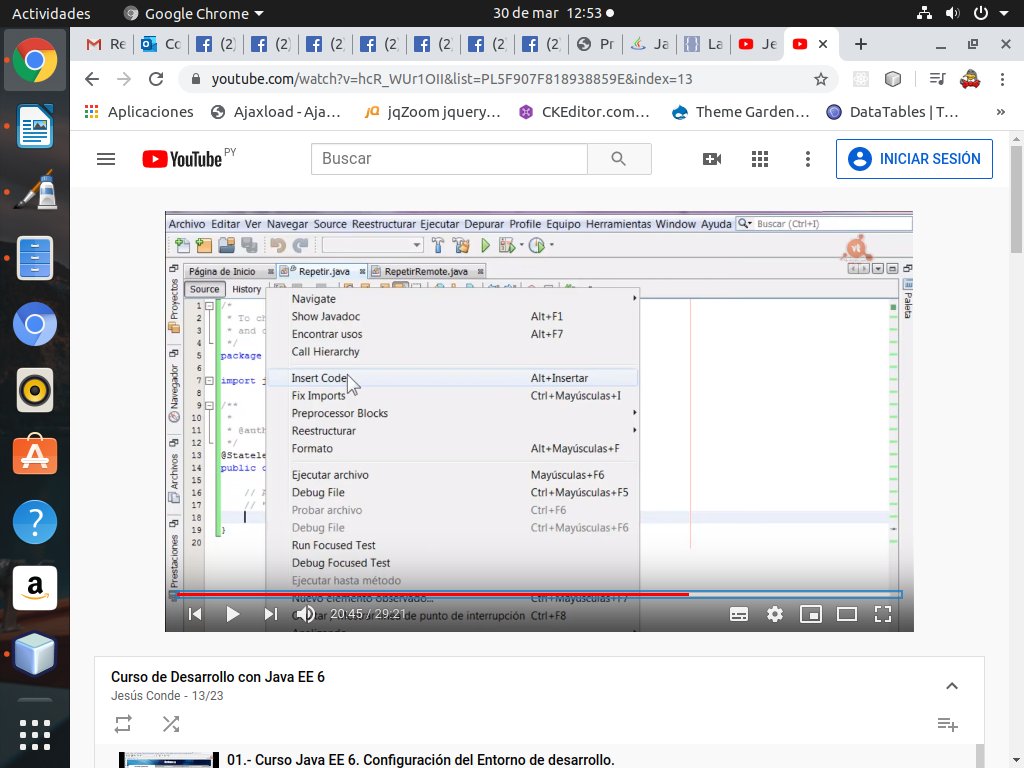 Actividades Google Chrome 30 de mar 12:53
Re Co (2) (2) (2) (2) (2) (2) (2) Pr Ja La Je
youtube.com/watch?v=hcR_WUr1OII&list=PL5F907F818938859E&index=13
Aplicaciones Ajaxload - Aja... jqZoom jquery... CKEditor.com... Theme Garden... DataTables | T... »
YouTube PY Buscar INICIAR SESIÓN
Archivo Editar Ver Navegar Source Reestructurar Ejecutar Depurar Profile Equipo Herramientas Window Ayuda Buscar (Ctrl+I)
Página de Inicio Repetir.java RepetirRemote.java
Source History
Proyectos
Navegador
Archivos
Prestaciones
Paleta
1 /*
2 * To ch
3 * and o
4 */
5 package
6
7 import j
8
9 /**
10 *
11 * @auth
12 */
13 @Statele
14 public c
15
16 // A
17 // "
18
19 }
20
Navigate
Show Javadoc Alt+F1
Encontrar usos Alt+F7
Call Hierarchy
Insert Code Alt+Insertar
Fix Imports Ctrl+Mayúsculas+I
Preprocessor Blocks
Reestructurar
Formato Alt+Mayúsculas+F
Ejecutar archivo Mayúsculas+F6
Debug File Ctrl+Mayúsculas+F5
Probar archivo Ctrl+F6
Debug File Ctrl+Mayúsculas+F6
Run Focused Test
Debug Focused Test
Ejecutar hasta método
Nuevo elemento observado... Ctrl+Mayúsculas+F7
20:45 / 29:21 de punto de interrupción Ctrl+F8
Curso de Desarrollo con Java EE 6
Jesús Conde - 13/23
01.- Curso Java EE 6. Configuración del Entorno de desarrollo.